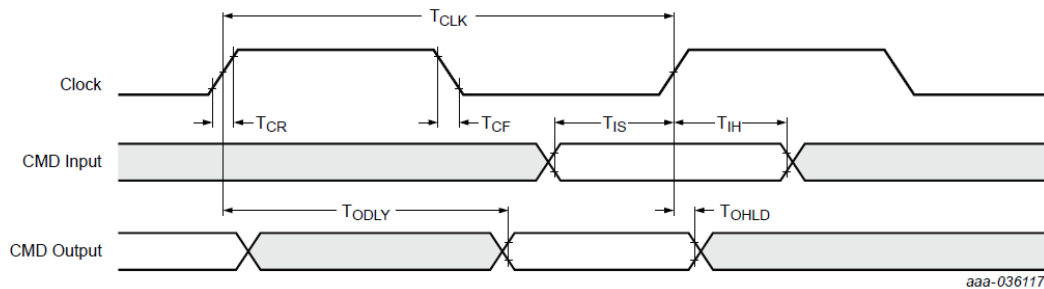 TCLK
Clock
TCR
TCF
TIS
TIH
CMD Input
TODLY
TOHLD
CMD Output
aaa-036117